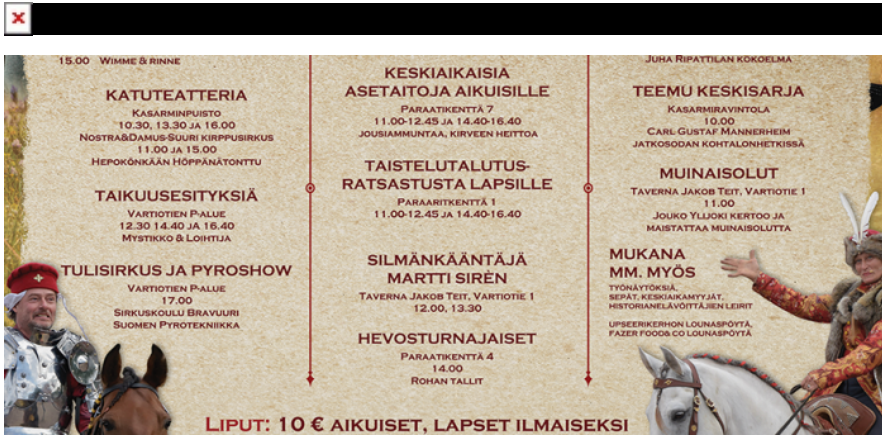 15.00 Wimme & rinne
KATUTEATTERIA
Kasarminpuisto
10.30, 13.30 ja 16.00
Nostra&Damus-Suuri kirppusirkus
11.00 ja 15.00
Hepokönkään Höppänätonttu
TAIKUUSESITYKSIÄ
Vartiotien P-alue
12.30 14.40 ja 16.40
Mystikko & Loihtija
TULISIRKUS JA PYROSHOW
Vartiotien P-alue
17.00
Sirkuskoulu Bravuuri
Suomen Pyrotekniikka
KESKIAIKAISIA
ASETAITOJA AIKUISILLE
Paraatikenttä 7
11.00-12.45 ja 14.40-16.40
jousiammuntaa, kirveen heittoa
TAISTELUTALUTUS-
RATSASTUSTA LAPSILLE
Paraaritkenttä 1
11.00-12.45 ja 14.40-16.40
SILMÄNKÄÄNTÄJÄ
MARTTI SIRÈN
Taverna Jakob Teit, Vartiotie 1
12.00, 13.30
HEVOSTURNAJAISET
Paraatikenttä 4
14.00
Rohan tallit
Juha Ripattilan kokoelma
TEEMU KESKISARJA
Kasarmiravintola
10.00
Carl Gustaf Mannerheim
jatkosodan kohtalonhetkissä
MUINAISOLUT
Taverna Jakob Teit, Vartiotie 1
11.00
Jouko Ylijoki kertoo ja
maistattaa muinaisolutta
MUKANA
MM. MYÖS
työnäytöksiä,
sepät, keskiaikamyyjät,
historianelävöittäjien leirit
upseerikerhon lounaspöytä,
Fazer Food& co lounaspöytä
Liput: 10 € aikuiset, lapset ilmaiseksi